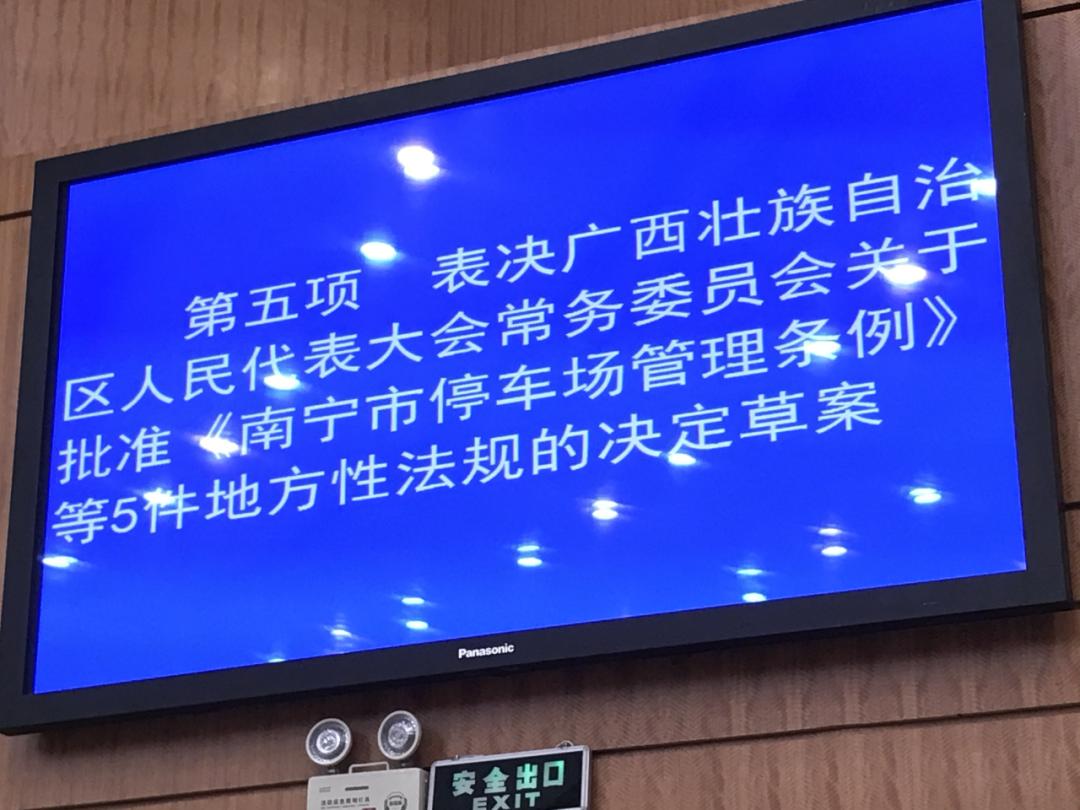 第五项 表决广西壮族自治
区人民代表大会常务委员会关于
批准《南宁市停车场管理条例》
等5件地方性法规的决定草案
Panasonic
安全出口
EXIT